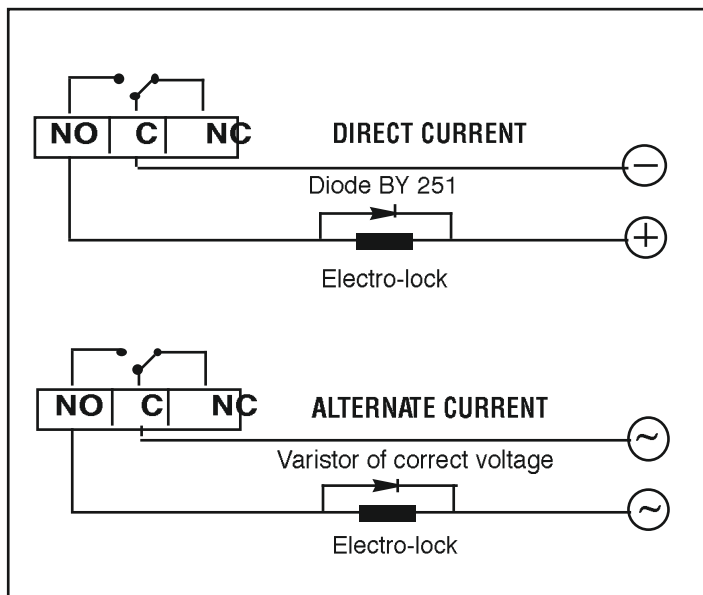 NO C NC
DIRECT CURRENT
−
Diode BY 251
+
Electro-lock
NO C NC
ALTERNATE CURRENT
~
Varistor of correct voltage
~
Electro-lock